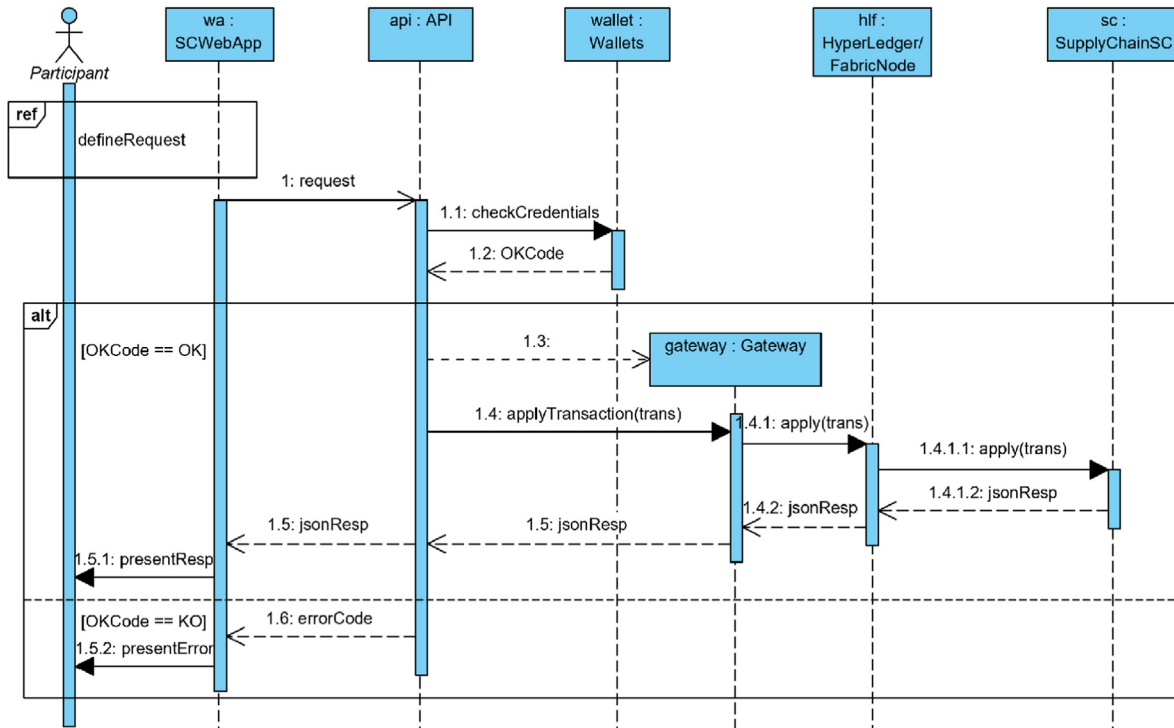 wa :
SCWebApp
api : API
wallet :
Wallets
hlf :
HyperLedger/
FabricNode
sc :
SupplyChainSC
Participant
ref
defineRequest
1: request
1.1: checkCredentials
1.2: OKCode
alt
[OKCode == OK]
1.3:
gateway : Gateway
1.4: applyTransaction(trans)
1.4.1: apply(trans)
1.4.1.1: apply(trans)
1.4.1.2: jsonResp
1.4.2: jsonResp
1.5: jsonResp
1.5: jsonResp
1.5.1: presentResp
[OKCode == KO]
1.6: errorCode
1.5.2: presentError